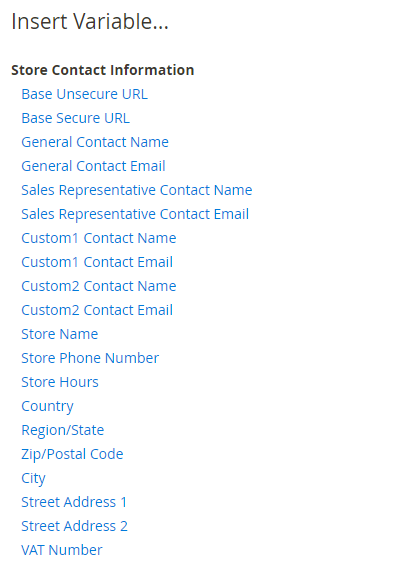 Insert Variable...
Store Contact Information
Base Unsecure URL
Base Secure URL
General Contact Name
General Contact Email
Sales Representative Contact Name
Sales Representative Contact Email
Custom1 Contact Name
Custom1 Contact Email
Custom2 Contact Name
Custom2 Contact Email
Store Name
Store Phone Number
Store Hours
Country
Region/State
Zip/Postal Code
City
Street Address 1
Street Address 2
VAT Number